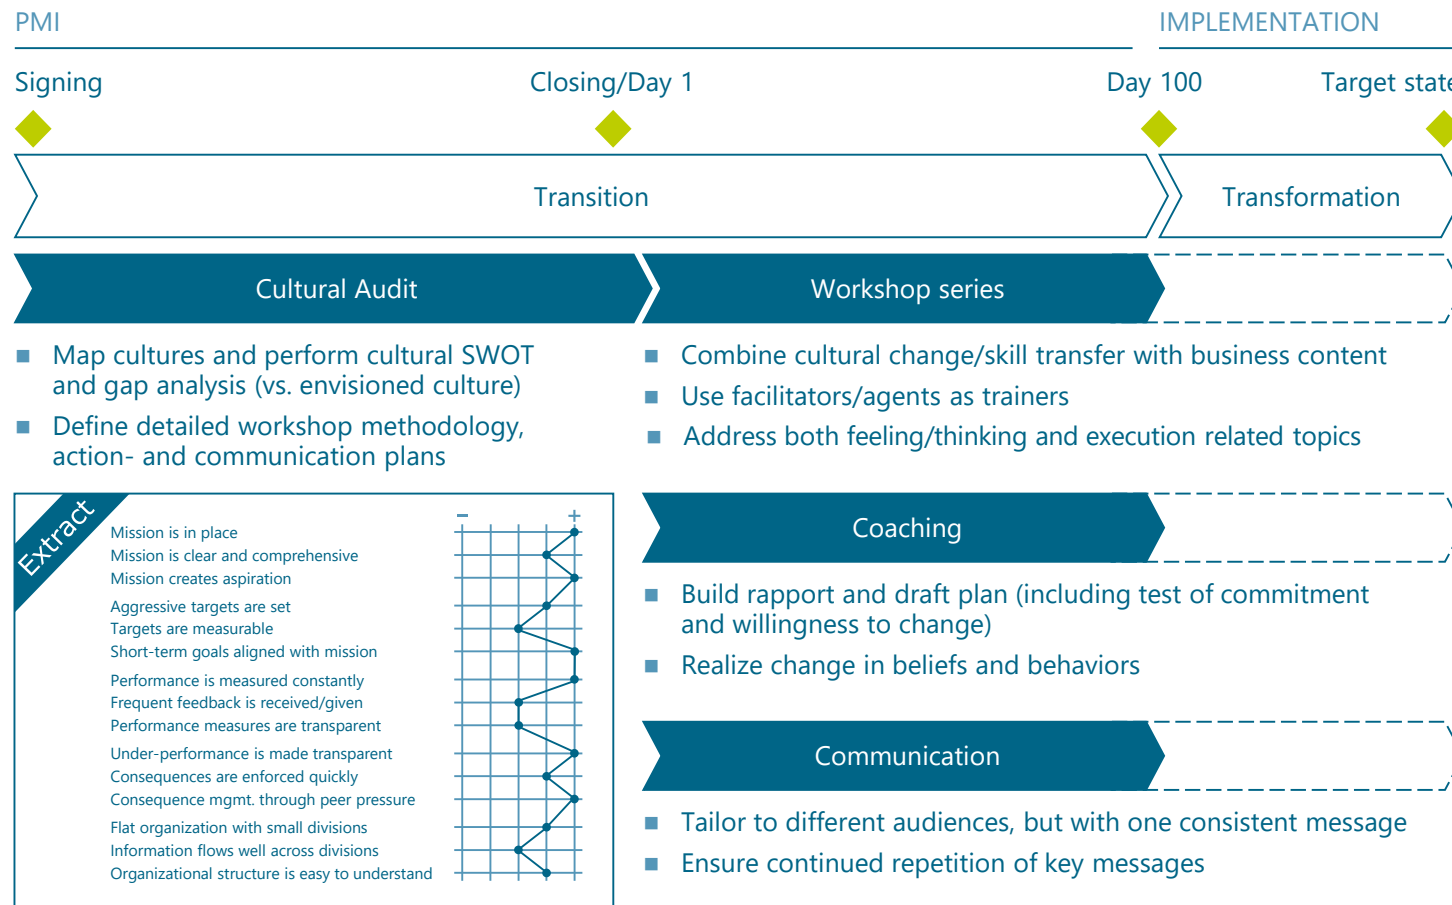 PMI
IMPLEMENTATION
Signing
Closing/Day 1
Day 100
Target state
Transition
Transformation
Cultural Audit
Workshop series
■ Map cultures and perform cultural SWOT
and gap analysis (vs. envisioned culture)
■ Define detailed workshop methodology,
action- and communication plans
■ Combine cultural change/skill transfer with business content
■ Use facilitators/agents as trainers
■ Address both feeling/thinking and execution related topics
Extract
– +
Mission is in place
Mission is clear and comprehensive
Mission creates aspiration
Aggressive targets are set
Targets are measurable
Short-term goals aligned with mission
Performance is measured constantly
Frequent feedback is received/given
Performance measures are transparent
Under-performance is made transparent
Consequences are enforced quickly
Consequence mgmt. through peer pressure
Flat organization with small divisions
Information flows well across divisions
Organizational structure is easy to understand
Coaching
■ Build rapport and draft plan (including test of commitment
and willingness to change)
■ Realize change in beliefs and behaviors
Communication
■ Tailor to different audiences, but with one consistent message
■ Ensure continued repetition of key messages